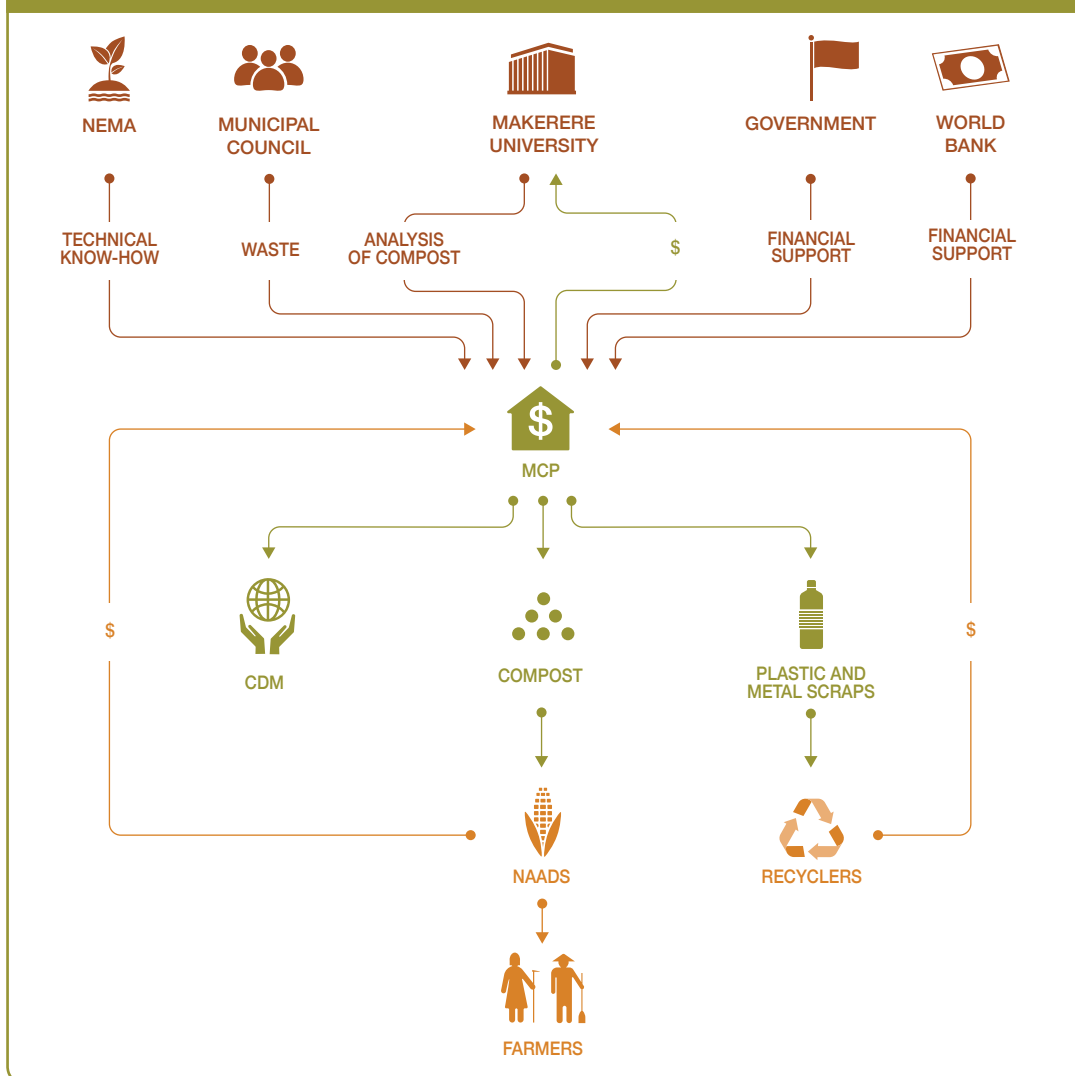 NEMA
MUNICIPAL
COUNCIL
MAKERERE
UNIVERSITY
GOVERNMENT
WORLD
BANK
TECHNICAL
KNOW-HOW
WASTE
ANALYSIS
OF COMPOST
$
FINANCIAL
SUPPORT
FINANCIAL
SUPPORT
$
MCP
$
$
CDM
COMPOST
PLASTIC AND
METAL SCRAPS
NAADS
RECYCLERS
FARMERS